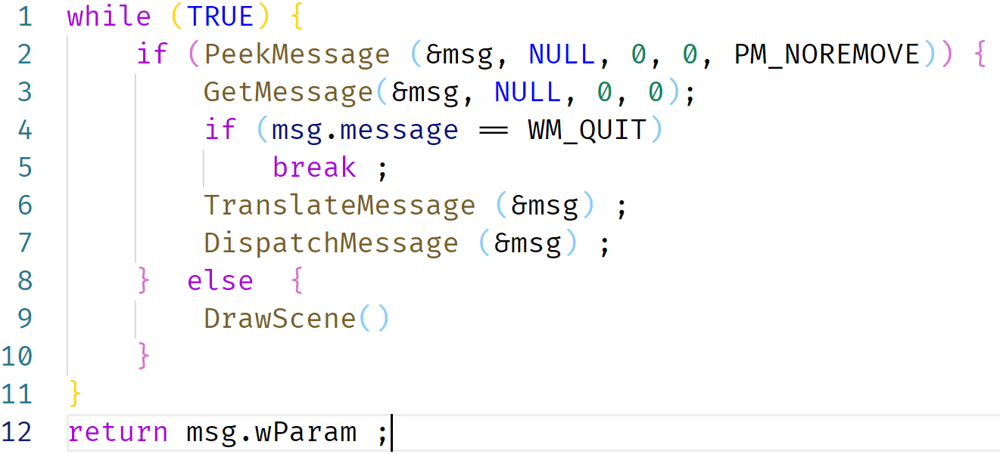 1 while (TRUE) {
2 if (PeekMessage (&msg, NULL, 0, 0, PM_NOREMOVE)) {
3 GetMessage(&msg, NULL, 0, 0);
4 if (msg.message == WM_QUIT)
5 break ;
6 TranslateMessage (&msg) ;
7 DispatchMessage (&msg) ;
8 } else {
9 DrawScene()
10 }
11 }
12 return msg.wParam ;